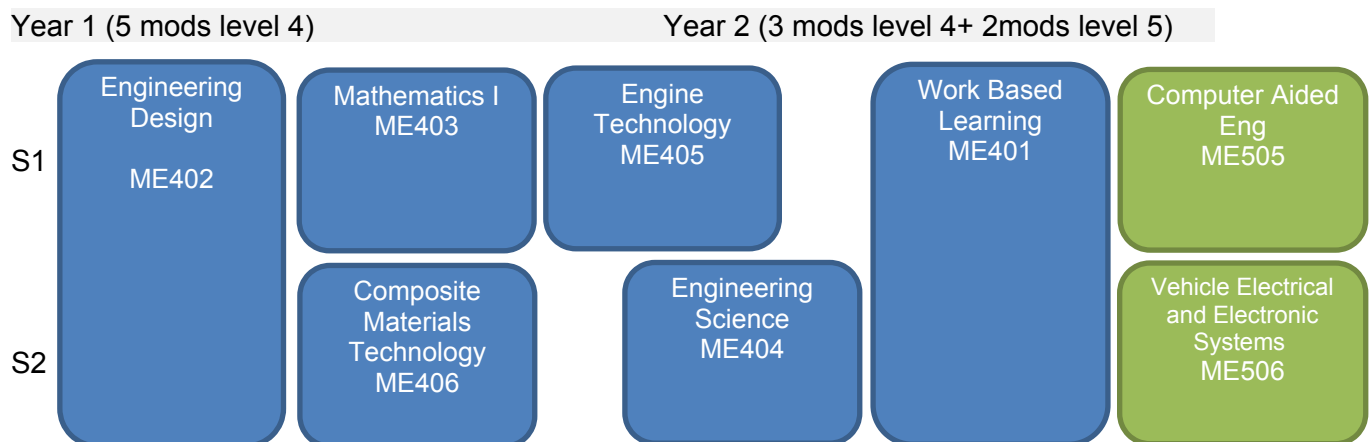 Year 1 (5 mods level 4)
Year 2 (3 mods level 4+ 2mods level 5)
S1
Engineering
Design
ME402
Mathematics I
ME403
Engine
Technology
ME405
Work Based
Learning
ME401
Computer Aided
Eng
ME505
S2
Composite
Materials
Technology
ME406
Engineering
Science
ME404
Vehicle Electrical
and Electronic
Systems
ME506